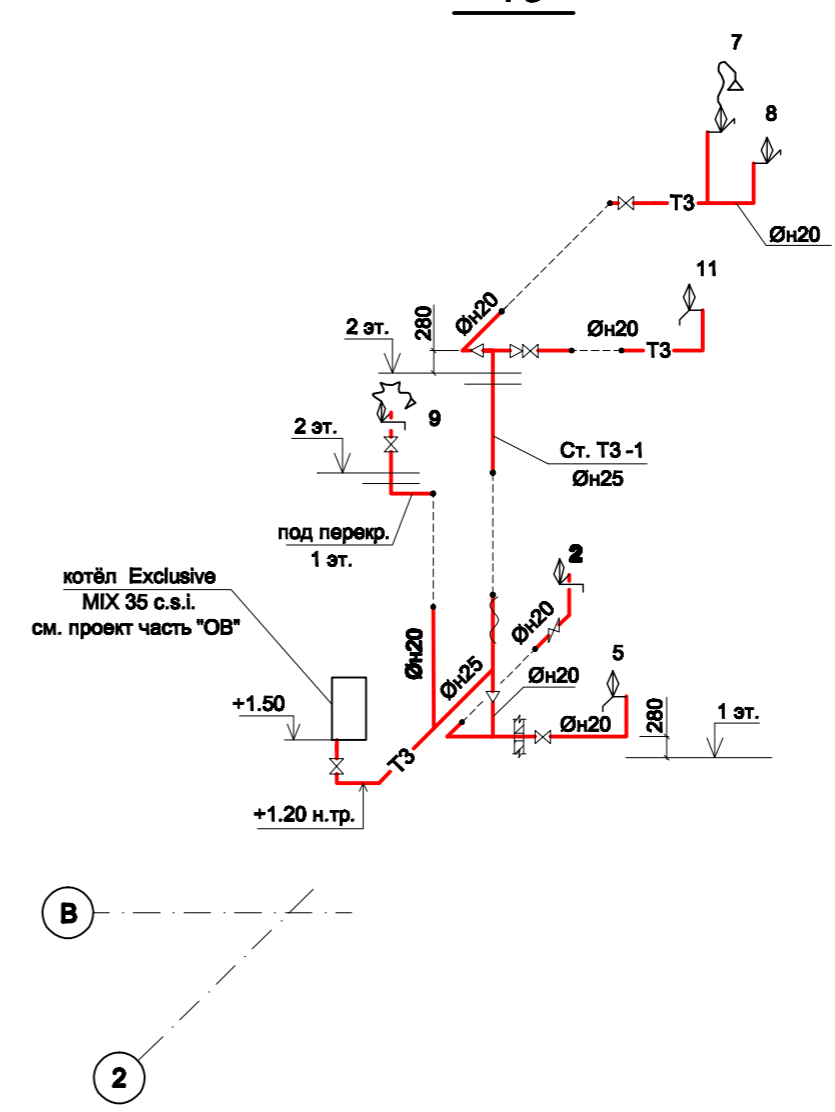 7
8
Т3
Øн20
11
Øн20
280
2 эт.
Øн20
Т3
9
2 эт.
Ст. Т3 -1
Øн25
под перекр.
1 эт.
2
котёл Exclusive
MIX 35 c.s.i.
см. проект часть "ОВ"
Øн20
Øн20
Øн25
5
Øн20
+1.50
Øн20
280
1 эт.
Т3
+1.20 н.тр.
В
2